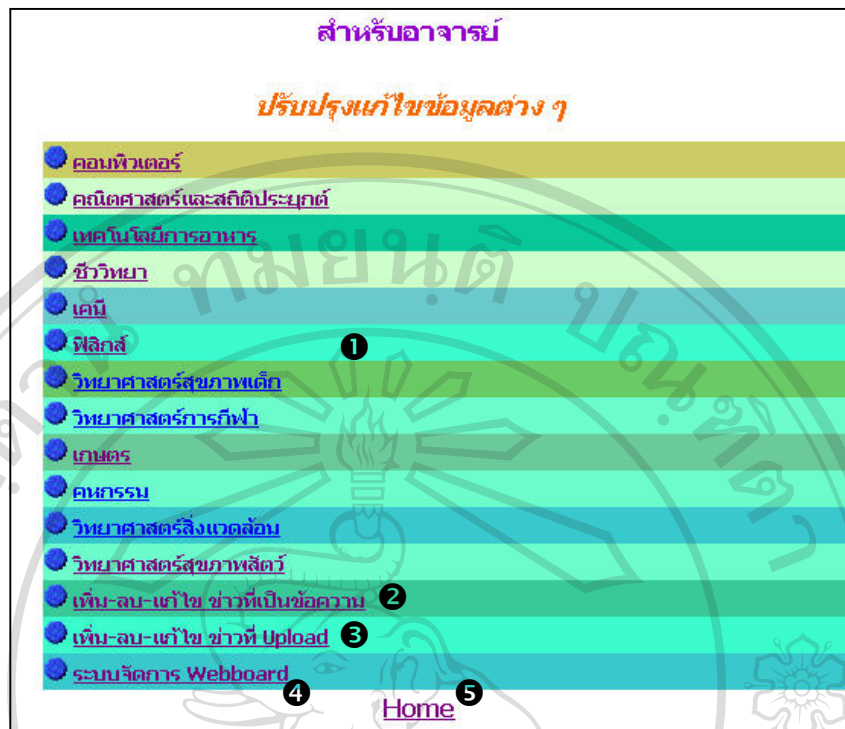 สำหรับอาจารย์
ปรับปรุงแก้ไขข้อมูลต่าง ๆ
คอมพิวเตอร์
คณิตศาสตร์และสถิติประยุกต์
เทคโนโลยีการอาหาร
ชีววิทยา
เคมี
ฟิสิกส์ ❶
วิทยาศาสตร์สุขภาพเด็ก
วิทยาศาสตร์การกีฬา
เกษตร
คหกรรม
วิทยาศาสตร์สิ่งแวดล้อม
วิทยาศาสตร์สุขภาพสัตว์
เพิ่ม-ลบ-แก้ไข ข่าวที่เป็นข้อความ ❷
เพิ่ม-ลบ-แก้ไข ข่าวที่ Upload ❸
ระบบจัดการ Webboard ❹
Home ❺